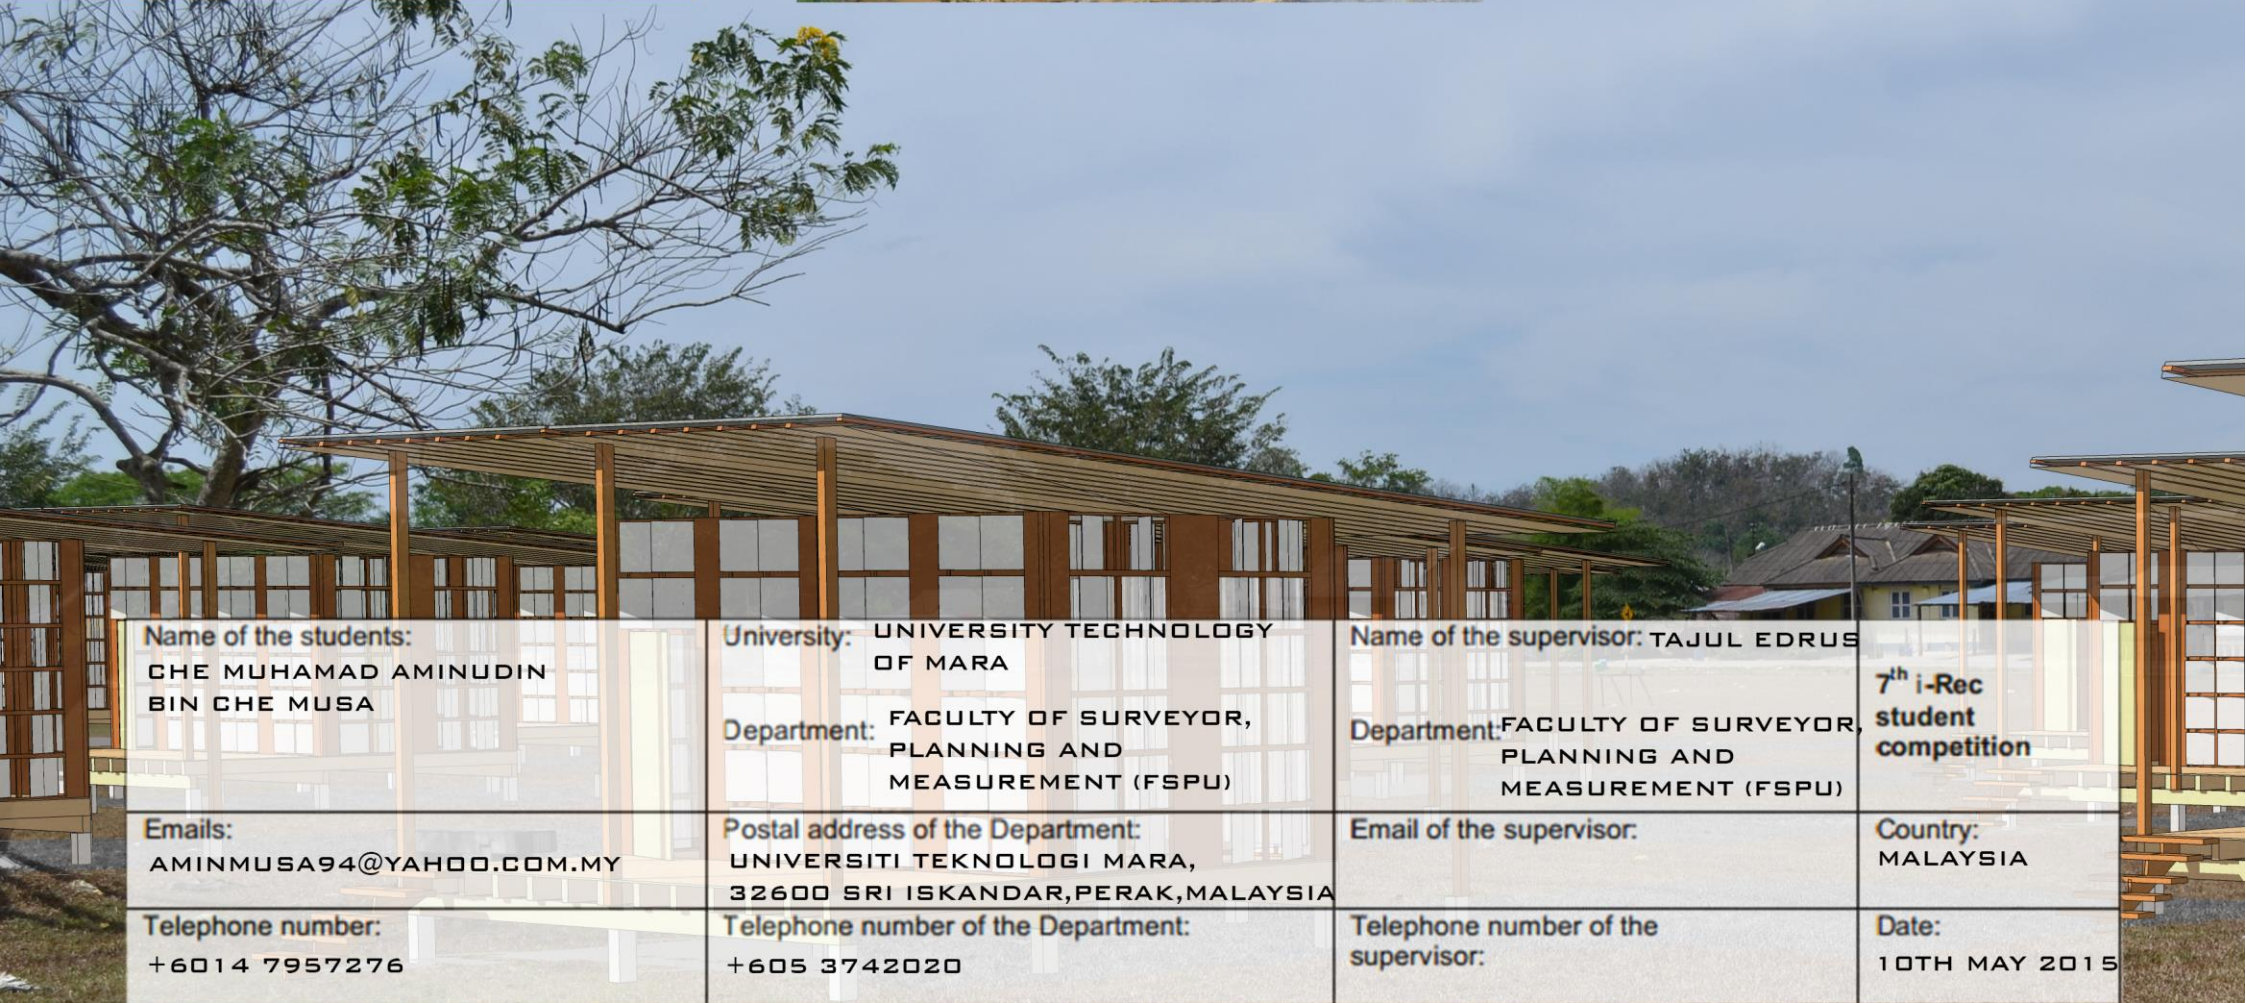 Name of the students:
CHE MUHAMAD AMINUDIN
BIN CHE MUSA
University: UNIVERSITY TECHNOLOGY
OF MARA
Department: FACULTY OF SURVEYOR,
PLANNING AND
MEASUREMENT (FSPU)
Name of the supervisor: TAJUL EDRUS
Department: FACULTY OF SURVEYOR,
PLANNING AND
MEASUREMENT (FSPU)
7th i-Rec
student
competition
Emails:
AMINMUSA94@YAHOO.COM.MY
Postal address of the Department:
UNIVERSITI TEKNOLOGI MARA,
32600 SRI ISKANDAR,PERAK,MALAYSIA
Email of the supervisor:
Country:
MALAYSIA
Telephone number:
+6014 7957276
Telephone number of the Department:
+605 3742020
Telephone number of the
supervisor:
Date:
10TH MAY 2015